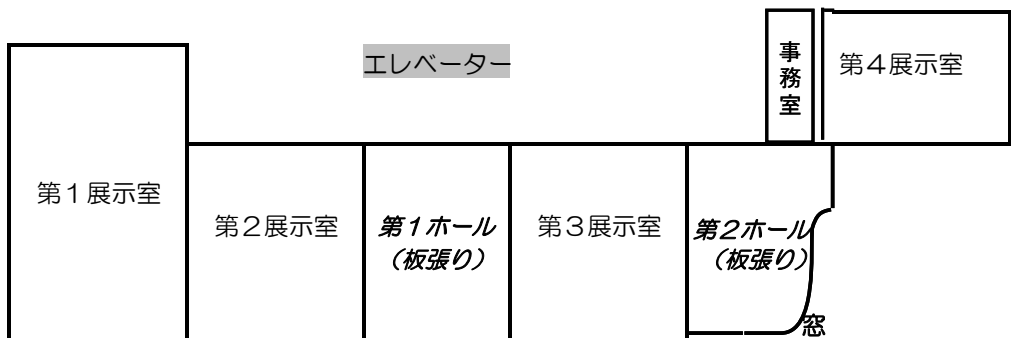 エレベーター
事務室
第4展示室
第1展示室
第2展示室
第1ホール
(板張り)
第3展示室
第2ホール
(板張り)
窓